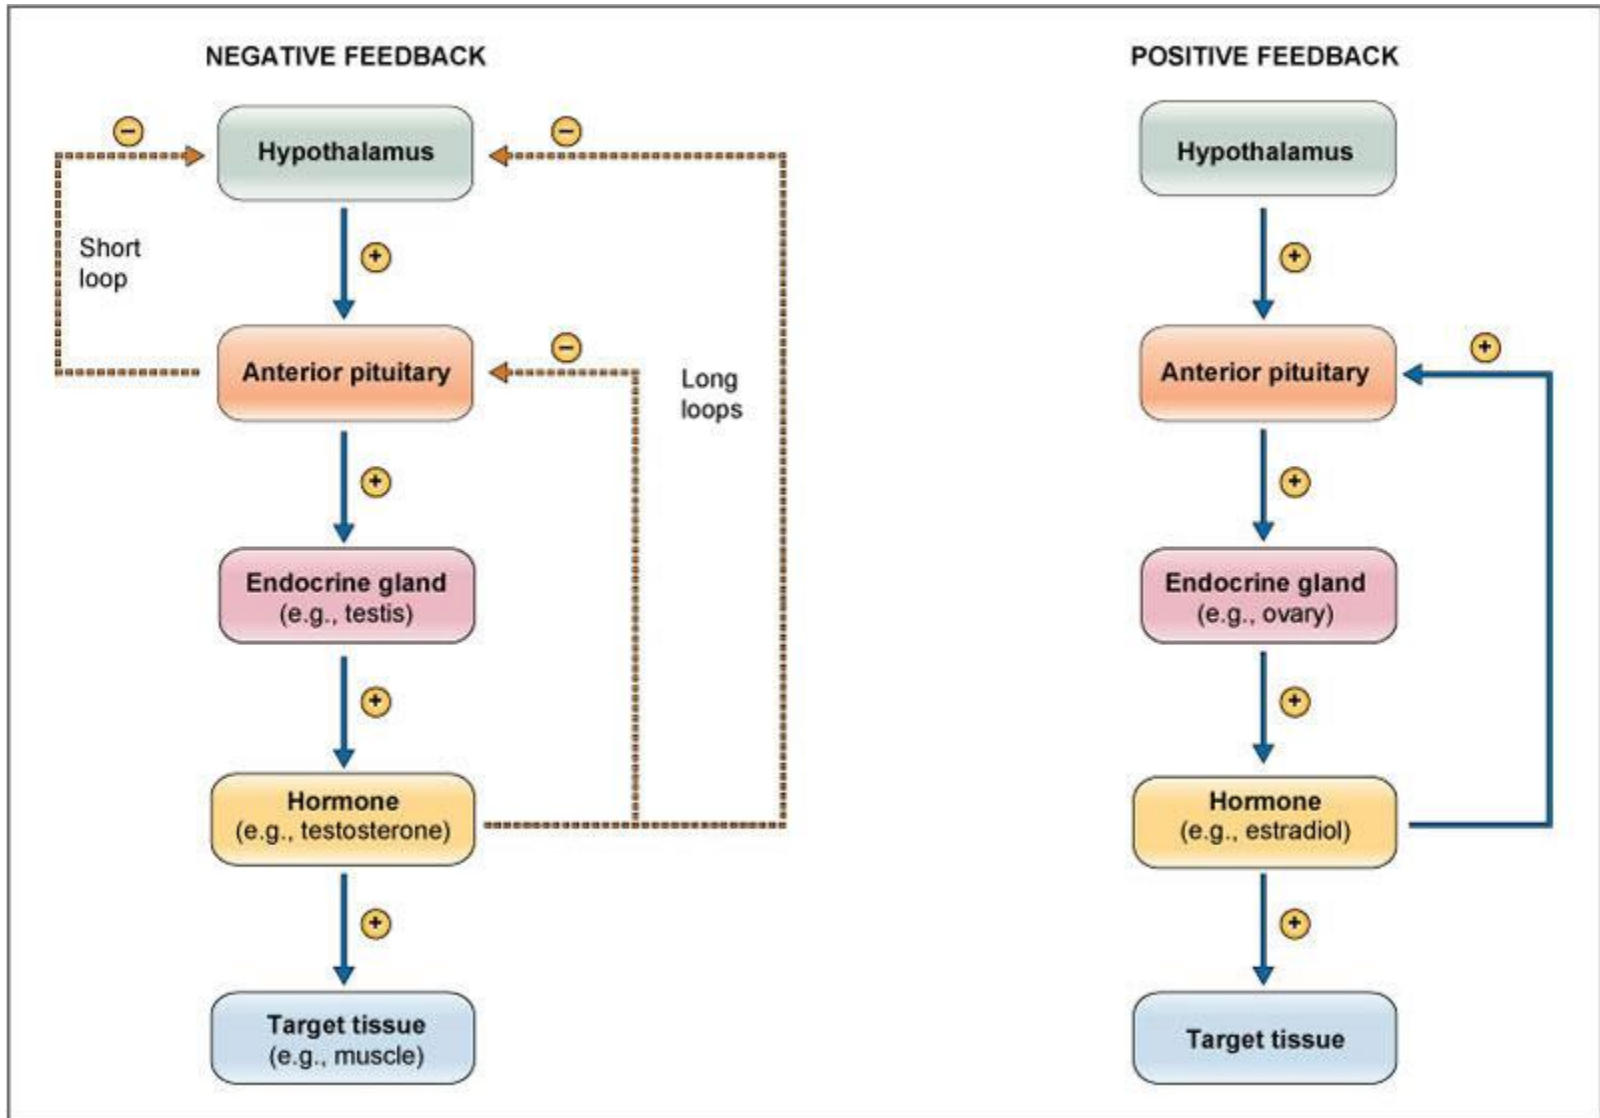 NEGATIVE FEEDBACK
−
−
Hypothalamus
Short
loop
+
−
Anterior pituitary
Long
loops
+
Endocrine gland
(e.g., testis)
+
Hormone
(e.g., testosterone)
+
Target tissue
(e.g., muscle)
POSITIVE FEEDBACK
Hypothalamus
+
+
Anterior pituitary
+
Endocrine gland
(e.g., ovary)
+
Hormone
(e.g., estradiol)
+
Target tissue